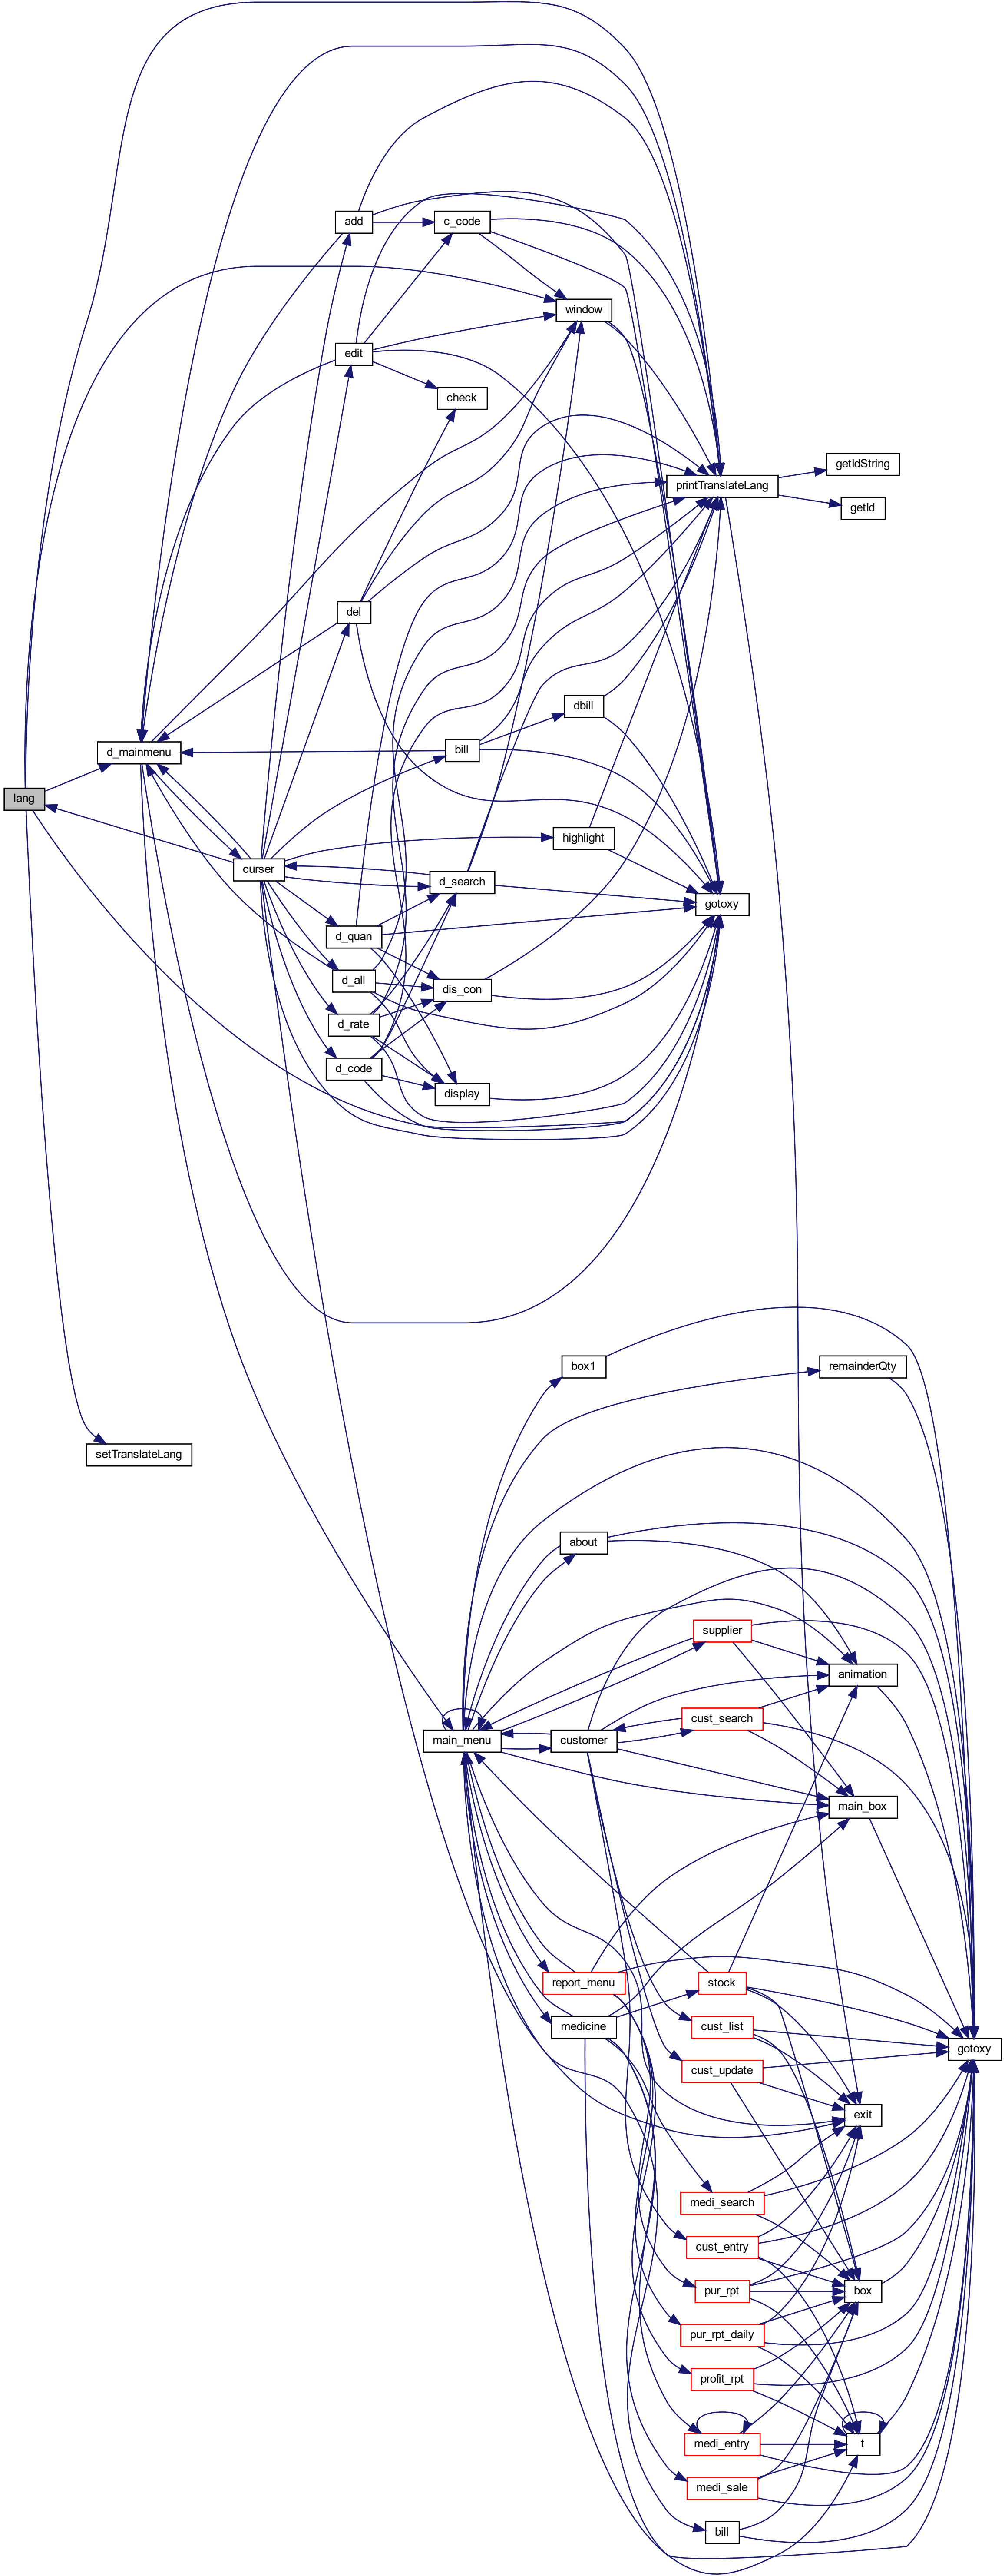 add
c_code
window
edit
check
getIdString
printTranslateLang
getId
del
dbill
d_mainmenu
bill
lang
highlight
curser
d_search
gotoxy
d_quan
d_all
dis_con
d_rate
d_code
display
box1
remainderQty
setTranslateLang
about
supplier
animation
cust_search
main_menu
customer
main_box
report_menu
stock
medicine
cust_list
gotoxy
cust_update
exit
medi_search
cust_entry
pur_rpt
box
pur_rpt_daily
profit_rpt
medi_entry
t
medi_sale
bill